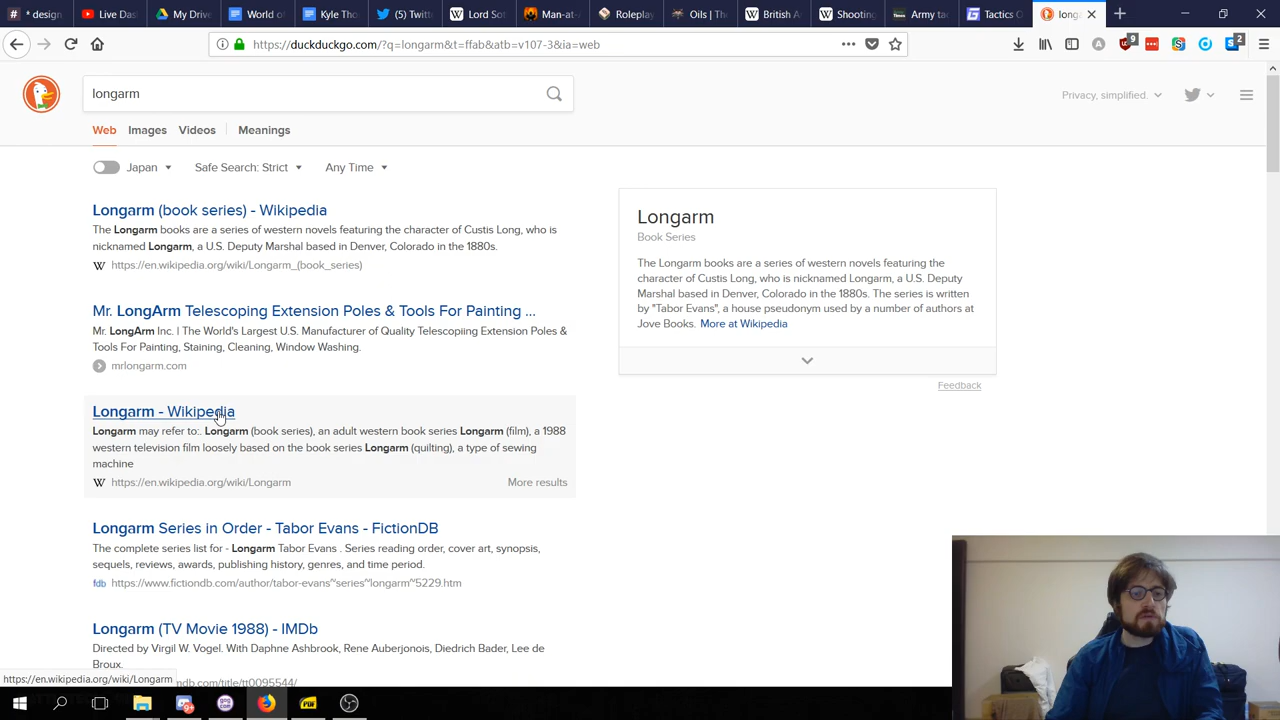 * design
Live Dasl
My Drive
World of
Kyle Tho
(5) Twitt
Lord Sot
Man-at-A
Roleplay
Oils | Th
British A
Shooting
Army tac
Tactics O
long
https://duckduckgo.com/?q=longarm&t=ffab&atb=v107-3&ia=web
9
2
longarm
Privacy, simplified.
Web Images Videos Meanings
Japan Safe Search: Strict Any Time
Longarm (book series) - Wikipedia
The Longarm books are a series of western novels featuring the character of Custis Long, who is
nicknamed Longarm, a U.S. Deputy Marshal based in Denver, Colorado in the 1880s.
W https://en.wikipedia.org/wiki/Longarm_(book_series)
Mr. LongArm Telescoping Extension Poles & Tools For Painting ...
Mr. LongArm Inc. | The World's Largest U.S. Manufacturer of Quality Telescopiing Extension Poles &
Tools For Painting, Staining, Cleaning, Window Washing.
mrlongarm.com
Longarm - Wikipedia
Longarm may refer to:. Longarm (book series), an adult western book series Longarm (film), a 1988
western television film loosely based on the book series Longarm (quilting), a type of sewing
machine
W https://en.wikipedia.org/wiki/Longarm More results
Longarm Series in Order - Tabor Evans - FictionDB
The complete series list for - Longarm Tabor Evans . Series reading order, cover art, synopsis,
sequels, reviews, awards, publishing history, genres, and time period.
fdb https://www.fictiondb.com/author/tabor-evans~series~longarm~5229.htm
Longarm (TV Movie 1988) - IMDb
Directed by Virgil W. Vogel. With Daphne Ashbrook, Rene Auberjonois, Diedrich Bader, Lee de
Broux.
mdb.com/title/tt0095544/
https://en.wikipedia.org/wiki/Longarm
Longarm
Book Series
The Longarm books are a series of western novels featuring the
character of Custis Long, who is nicknamed Longarm, a U.S. Deputy
Marshal based in Denver, Colorado in the 1880s. The series is written
by "Tabor Evans", a house pseudonym used by a number of authors at
Jove Books. More at Wikipedia
Feedback